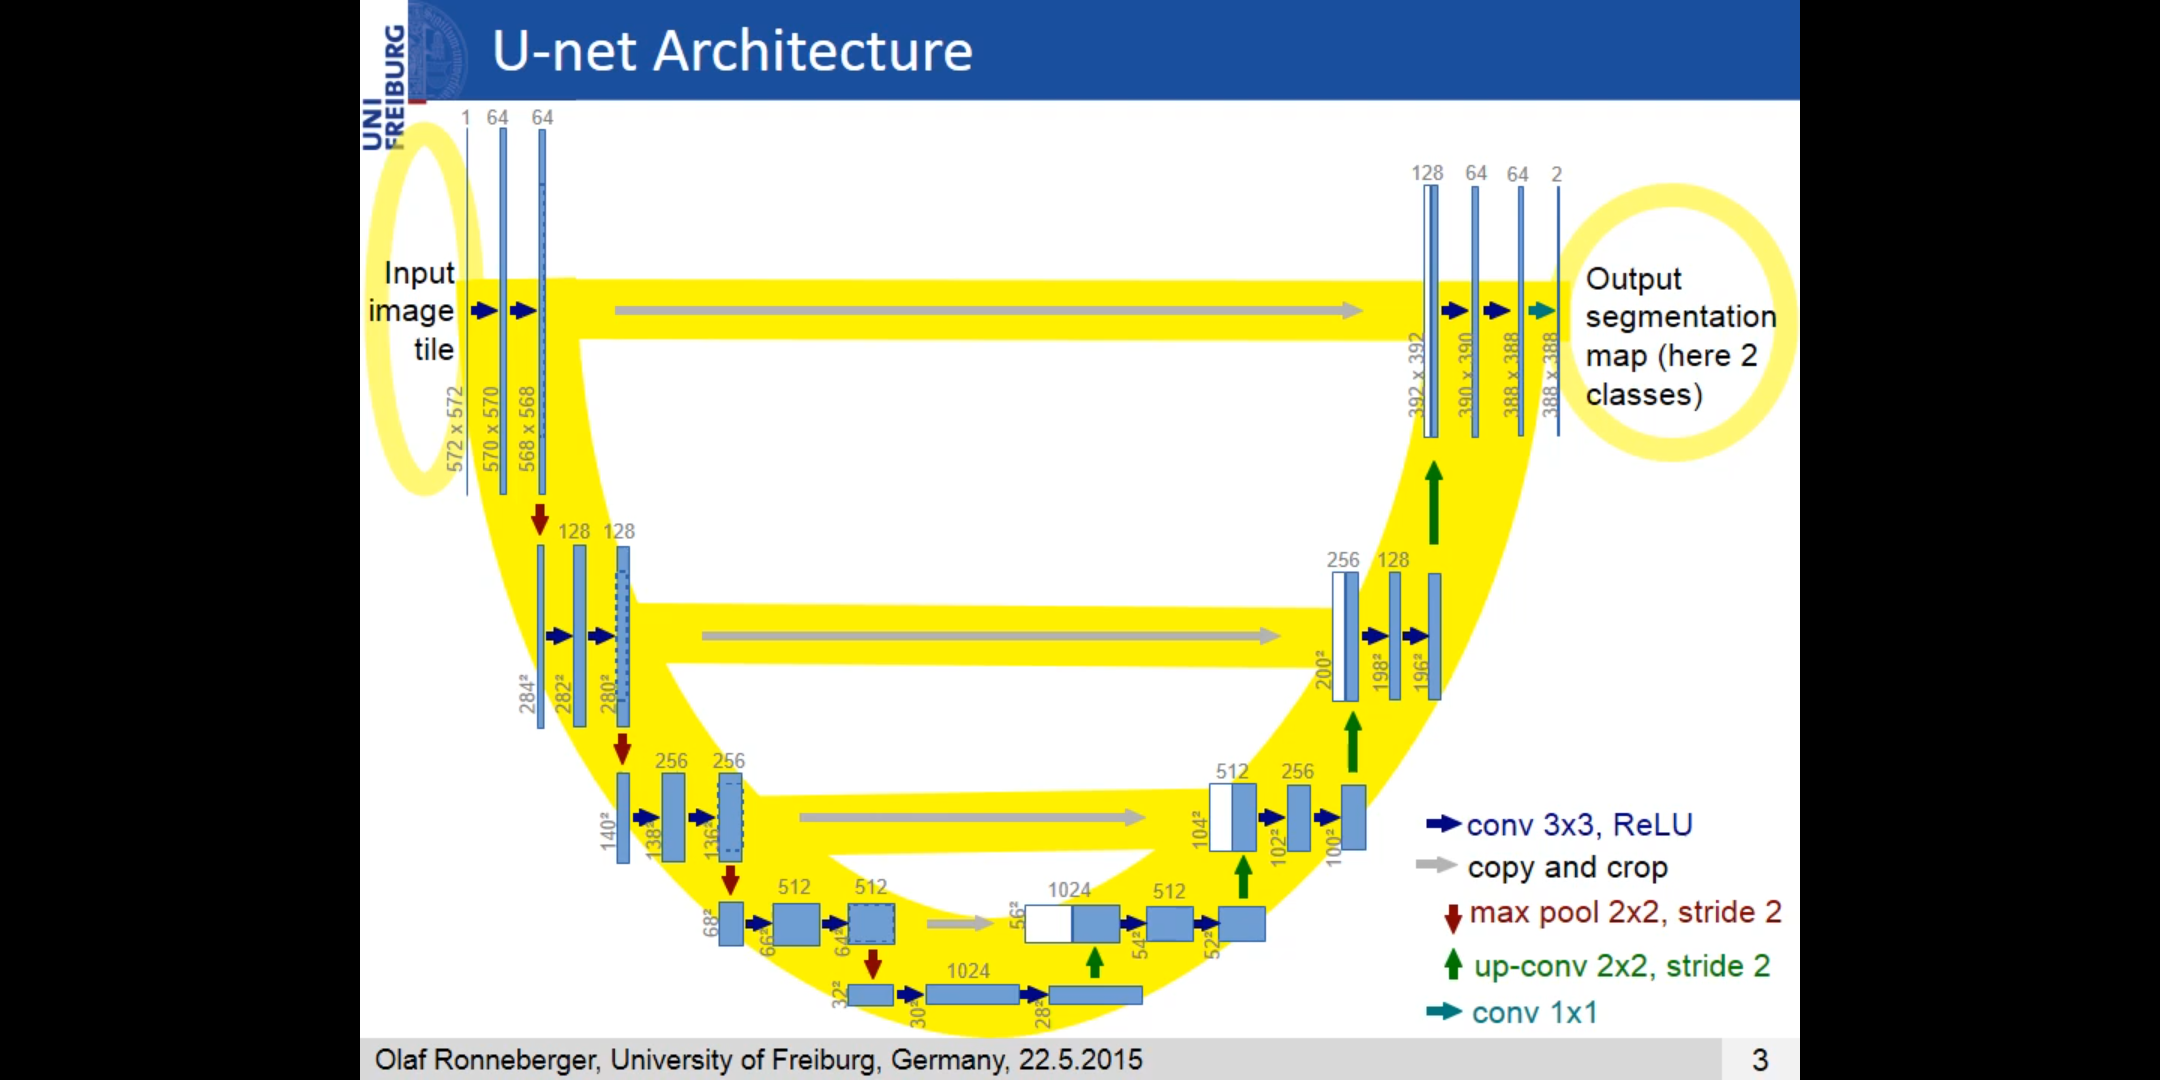 UNI
FREIBURG
U-net Architecture
1 64 64
128 64 64 2
Input
image
tile
572 x 572
570 x 570
568 x 568
392 x 392
390 x 390
388 x 388
388 x 388
Output
segmentation
map (here 2
classes)
128 128
284²
282²
280²
256 128
200²
198²
196²
256 256
140²
138²
136²
512 256
104²
102²
100²
512 512
68²
66²
64²
1024 512
56²
54²
52²
1024
32²
30²
28²
conv 3x3, ReLU
copy and crop
max pool 2x2, stride 2
up-conv 2x2, stride 2
conv 1x1
Olaf Ronneberger, University of Freiburg, Germany, 22.5.2015
3